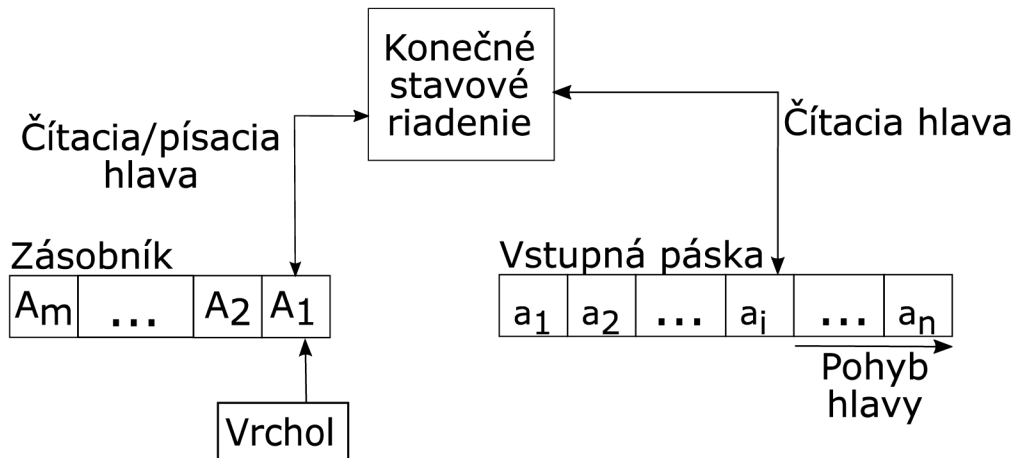 Konečné
stavové
riadenie
Čítacia/písacia
hlava
Čítacia hlava
Zásobník
Am ... A2 A1
Vrchol
Vstupná páska
a1 a2 ... ai ... an
Pohyb
hlavy